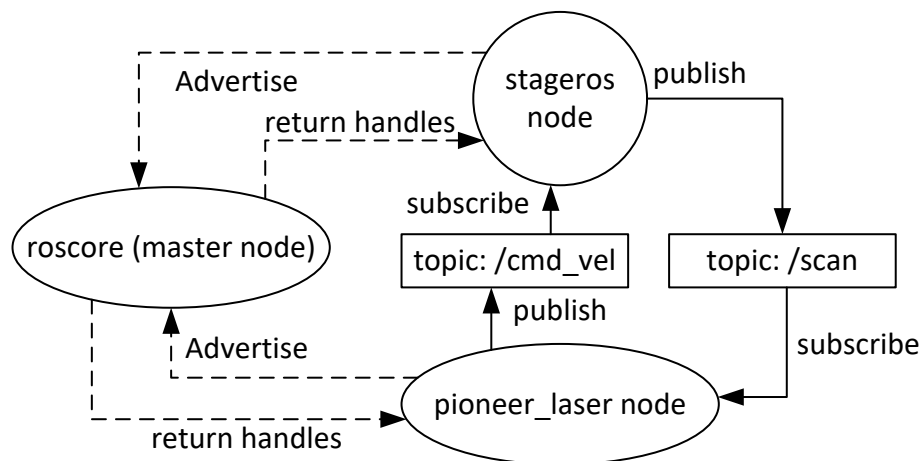 Advertise
stageros
node
publish
return handles
subscribe
roscore (master node)
topic: /cmd_vel
topic: /scan
publish
Advertise
subscribe
pioneer_laser node
return handles